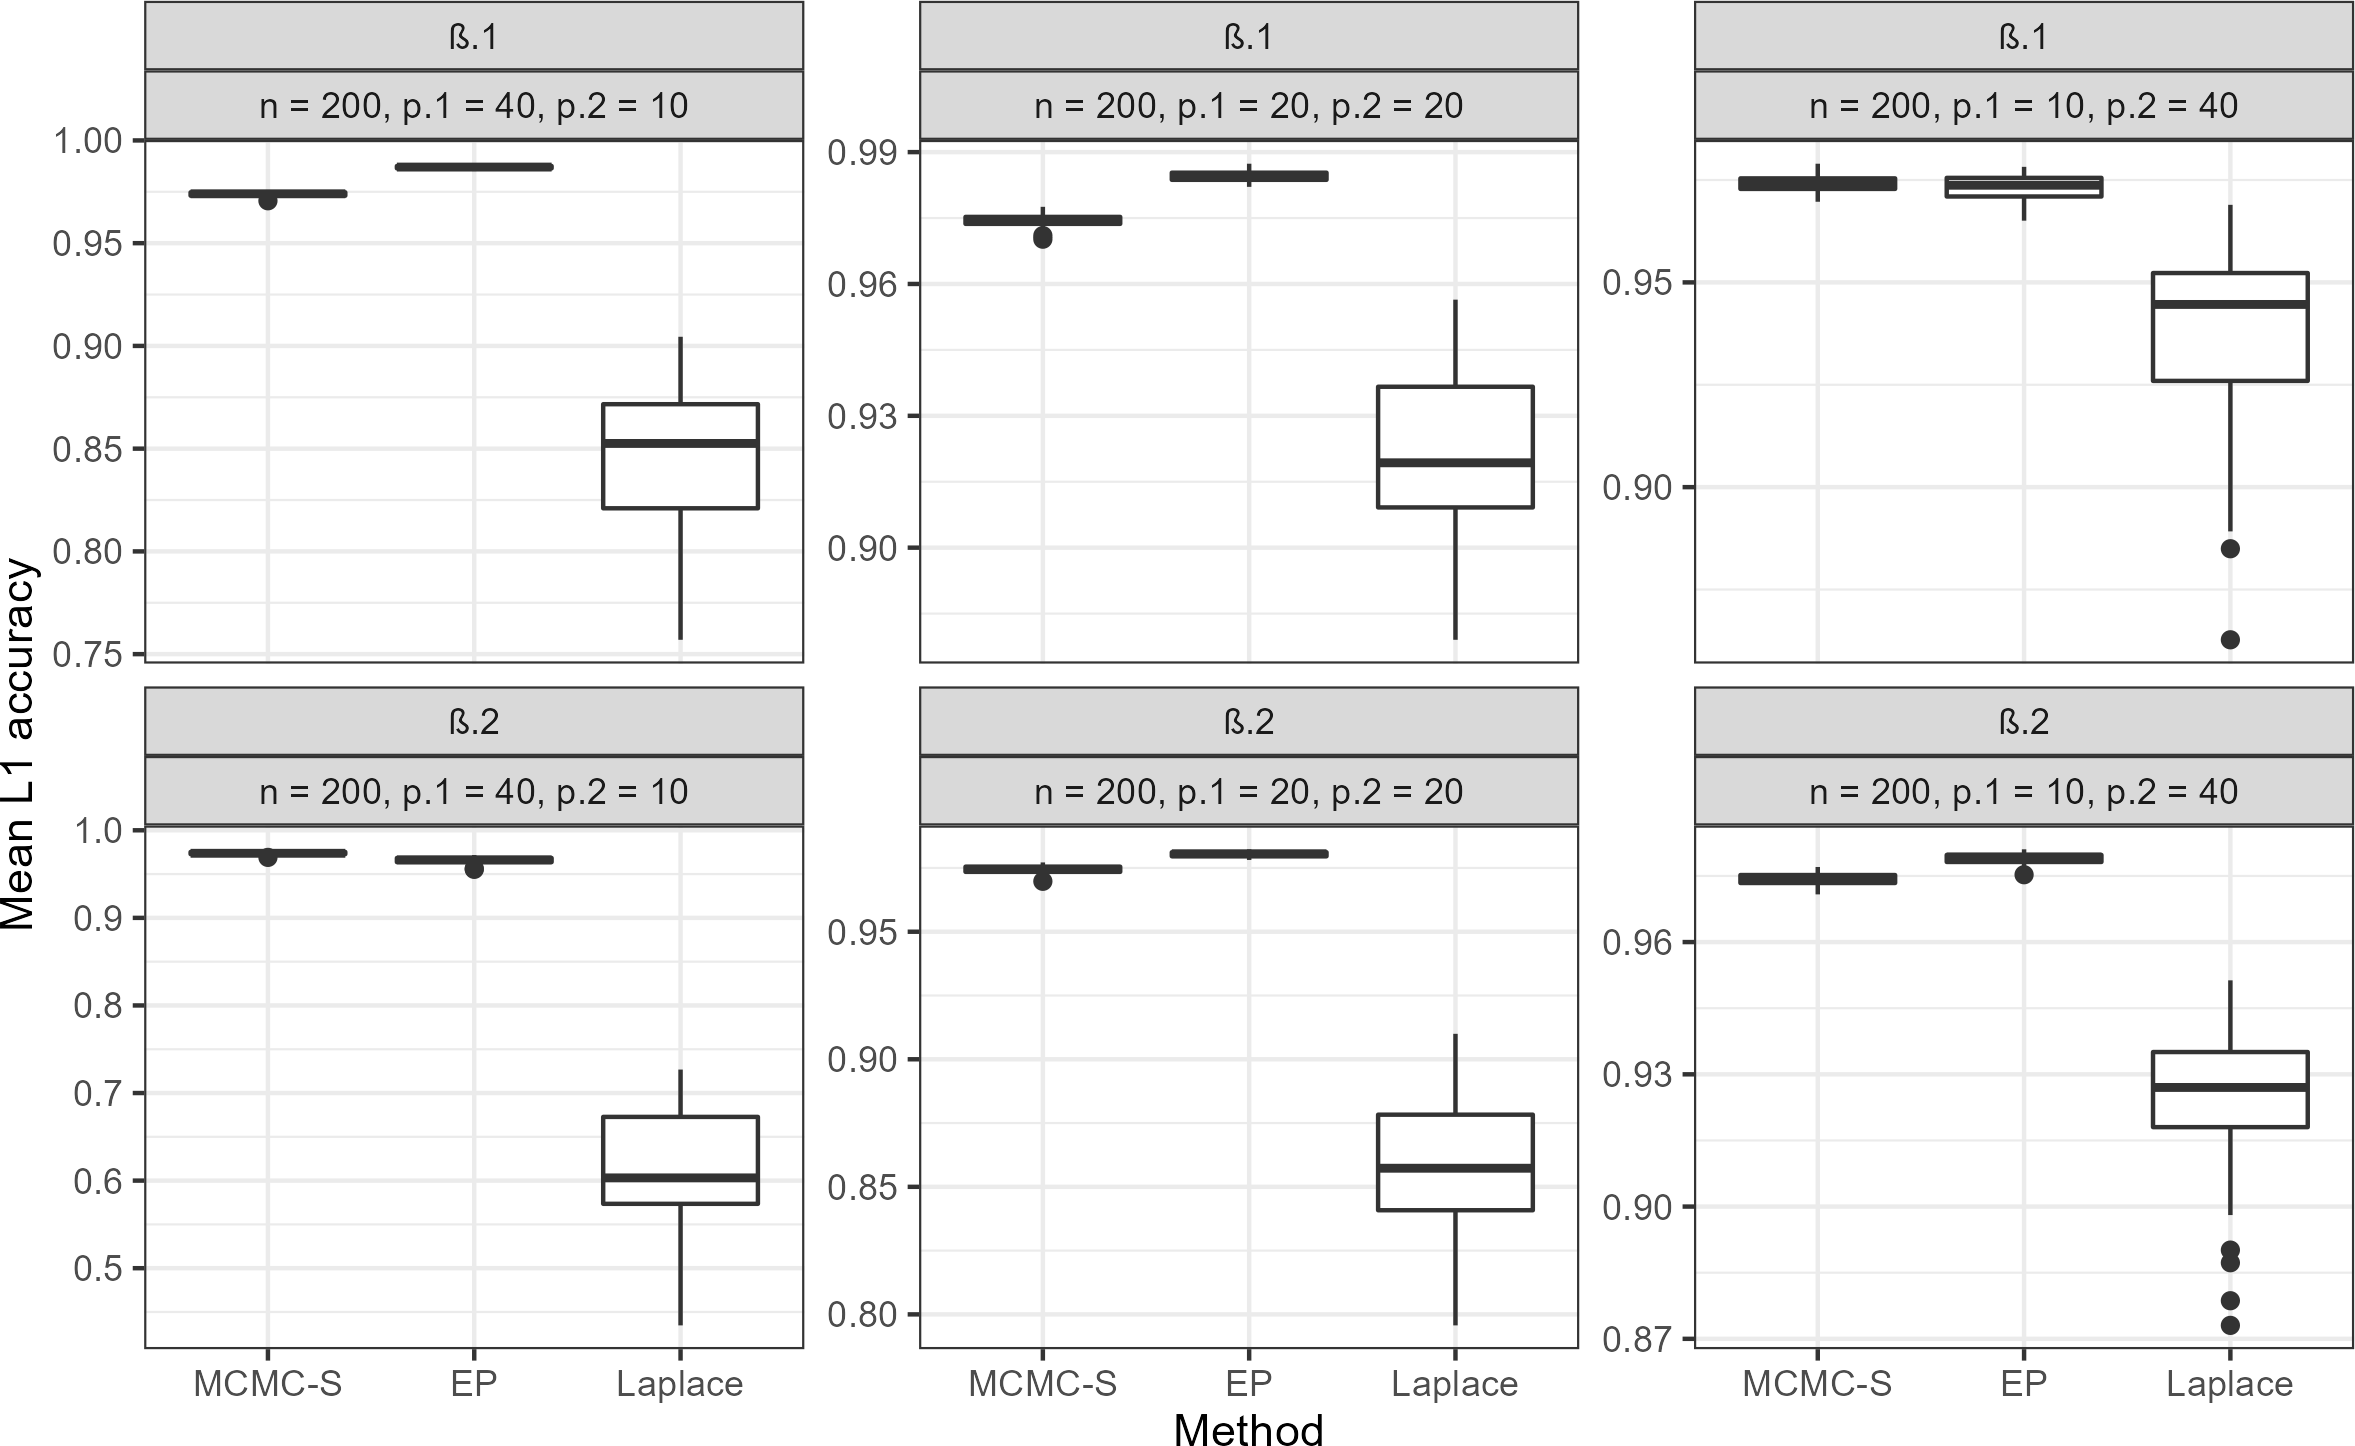 ß.1
n = 200, p.1 = 40, p.2 = 10
1.00
0.95
0.90
0.85
0.80
0.75
ß.1
n = 200, p.1 = 20, p.2 = 20
0.99
0.96
0.93
0.90
ß.1
n = 200, p.1 = 10, p.2 = 40
0.95
0.90
Mean L1 accuracy
ß.2
n = 200, p.1 = 40, p.2 = 10
1.0
0.9
0.8
0.7
0.6
0.5
MCMC-S EP Laplace
ß.2
n = 200, p.1 = 20, p.2 = 20
0.95
0.90
0.85
0.80
MCMC-S EP Laplace
ß.2
n = 200, p.1 = 10, p.2 = 40
0.96
0.93
0.90
0.87
MCMC-S EP Laplace
Method